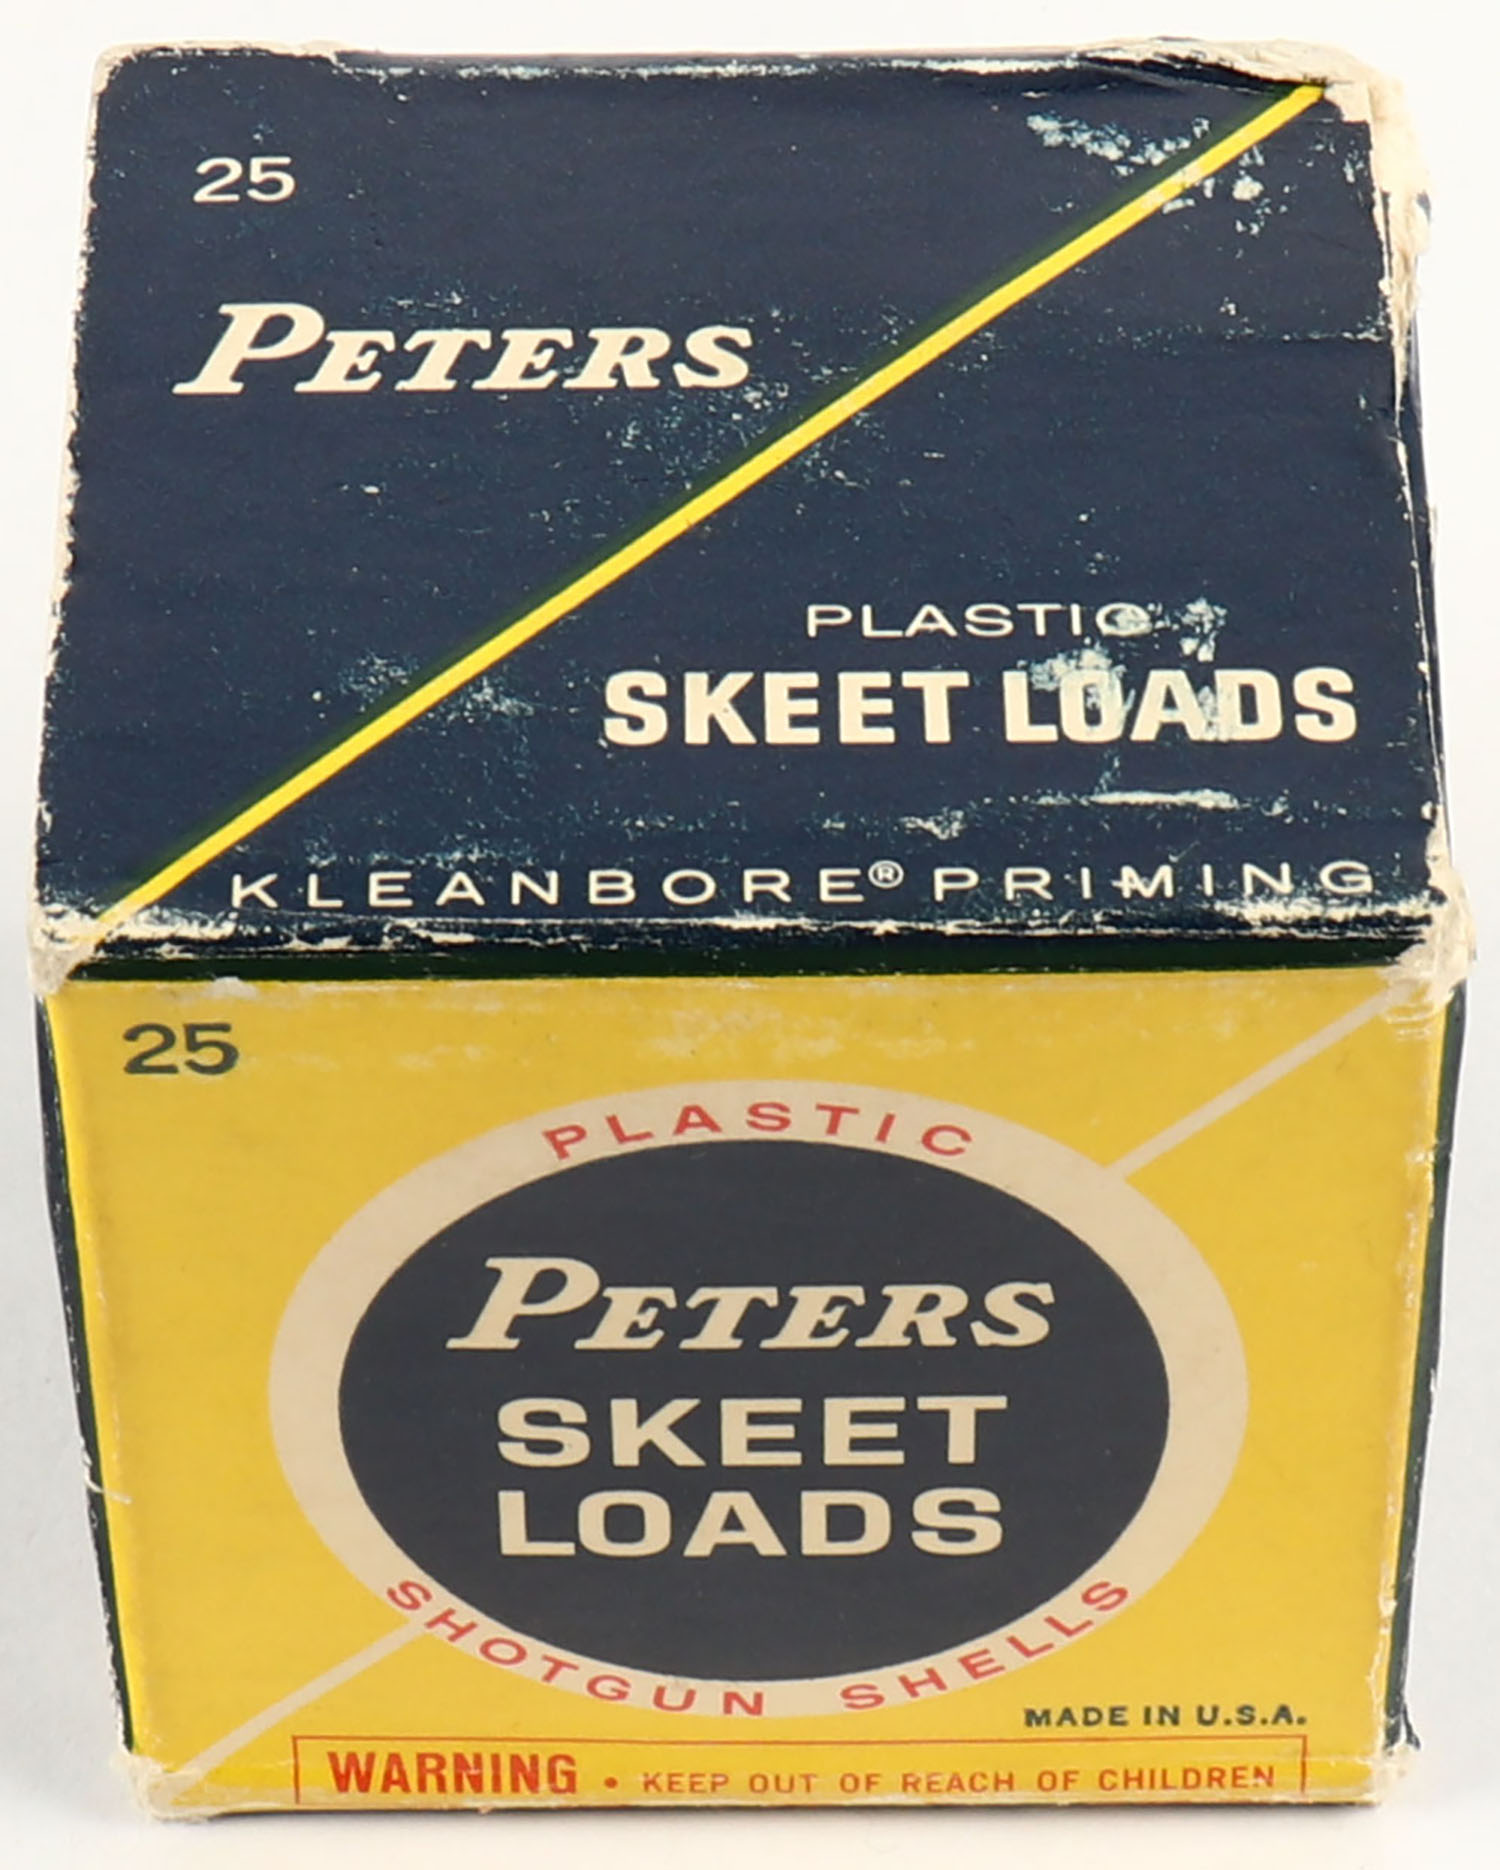 25
PETERS
PLASTIC
SKEET LOADS
KLEANBORE® PRIMING
25
PLASTIC
PETERS
SKEET
LOADS
SHOTGUN SHELLS
MADE IN U.S.A.
WARNING • KEEP OUT OF REACH OF CHILDREN